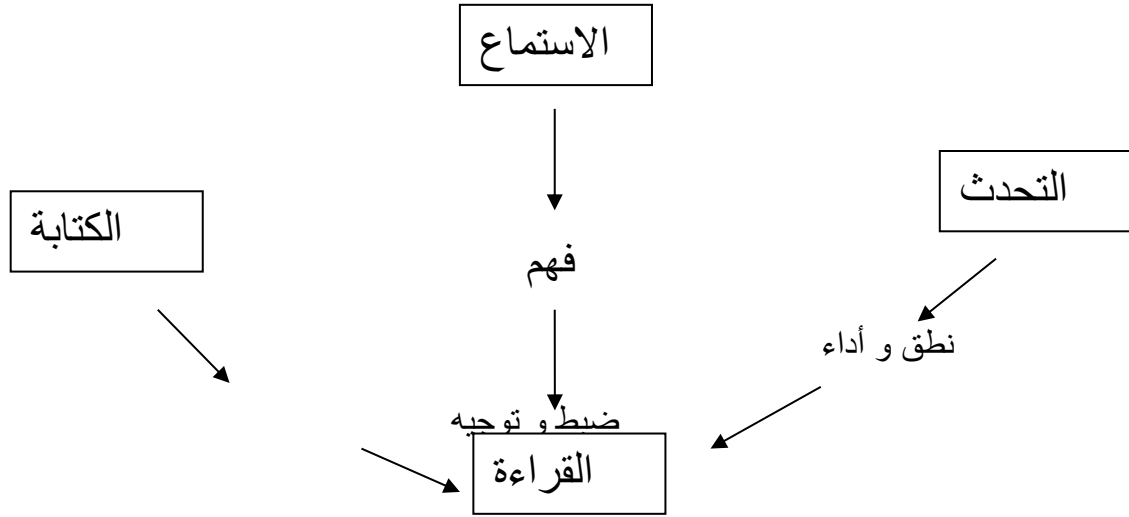 الاستماع
التحدث
الكتابة
فهم
نطق و أداء
ضبط و توجيه
القراءة